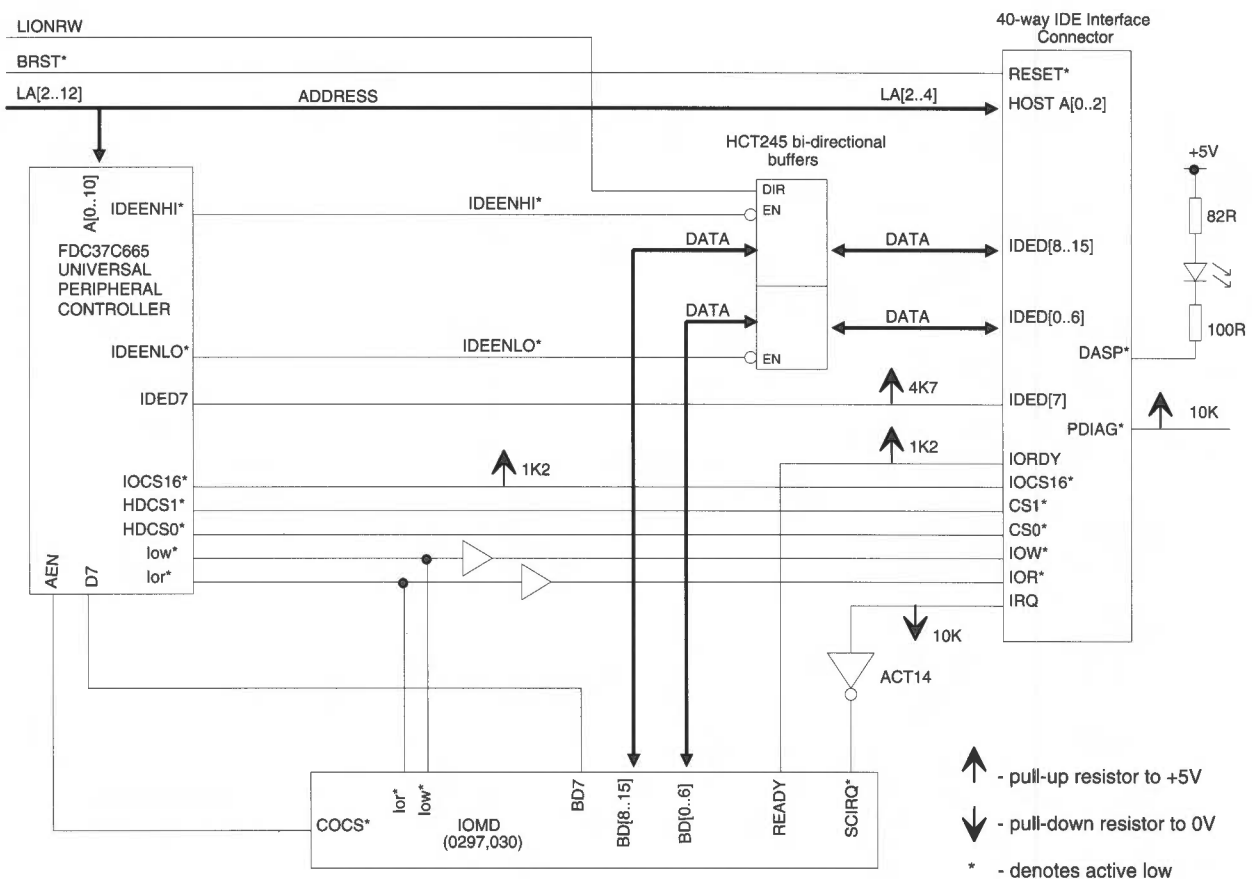 40-way IDE Interface
Connector
LIONRW
BRST*
RESET*
LA[2..12]
ADDRESS
LA[2..4]
HOST A[0..2]
HCT245 bi-directional
buffers
+5V
DIR
A[0..10]
IDEENHI*
IDEENHI*
EN
82R
FDC37C665
UNIVERSAL
PERIPHERAL
CONTROLLER
DATA
DATA
IDED[8..15]
DATA
DATA
IDED[0..6]
100R
IDEENLO*
IDEENLO*
EN
DASP*
IDED7
4K7
IDED[7]
10K
PDIAG*
1K2
IORDY
IOCS16*
1K2
IOCS16*
HDCS1*
CS1*
HDCS0*
CS0*
Iow*
IOW*
AEN
D7
Ior*
IOR*
IRQ
10K
ACT14
Ior*
Iow*
BD7
BD[8..15]
BD[0..6]
READY
SCIRQ*
COCS*
IOMD
(0297,030)
- pull-up resistor to +5V
- pull-down resistor to 0V
* - denotes active low